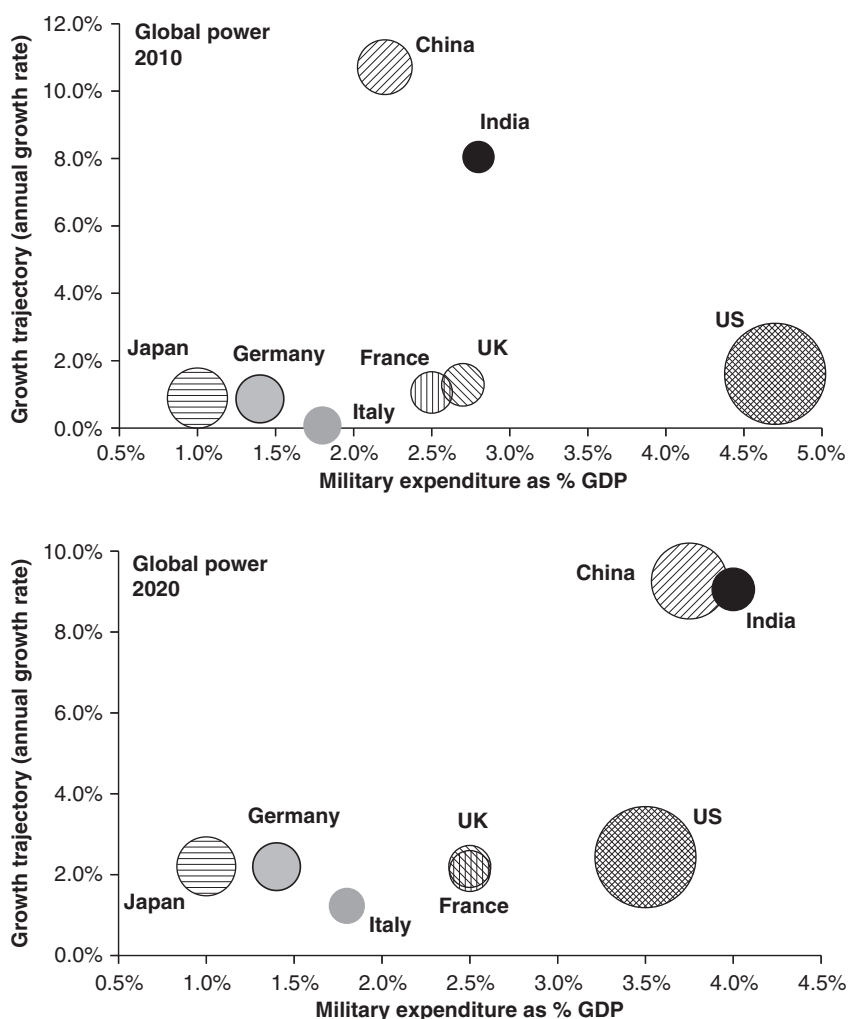 Global power
2010
12.0%
10.0%
8.0%
6.0%
4.0%
2.0%
0.0%
Growth trajectory (annual growth rate)
China
India
US
Japan
Germany
France
UK
Italy
0.5% 1.0% 1.5% 2.0% 2.5% 3.0% 3.5% 4.0% 4.5% 5.0%
Military expenditure as % GDP
Global power
2020
10.0%
8.0%
6.0%
4.0%
2.0%
0.0%
Growth trajectory (annual growth rate)
China
India
Germany
UK
US
Japan
France
Italy
0.5% 1.0% 1.5% 2.0% 2.5% 3.0% 3.5% 4.0% 4.5%
Military expenditure as % GDP